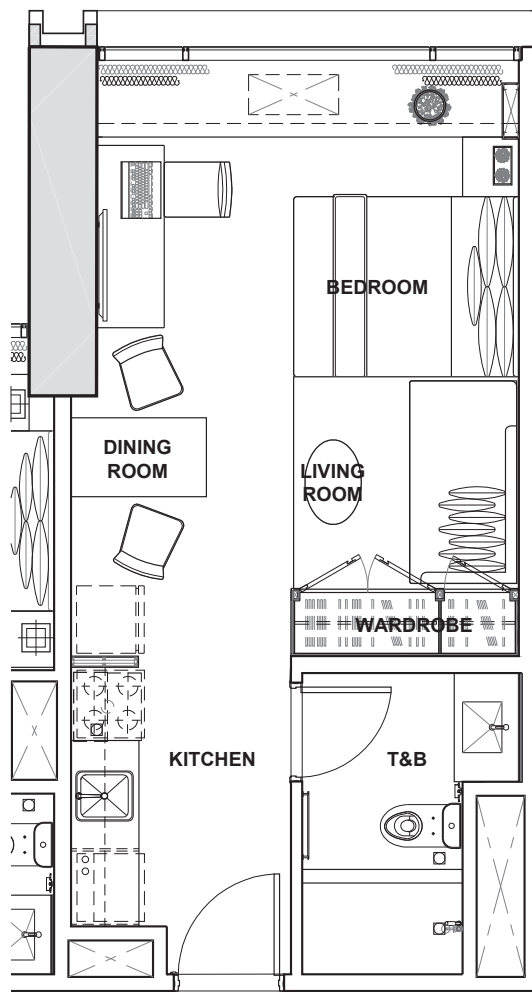 BEDROOM
DINING
ROOM
LIVING
ROOM
WARDROBE
KITCHEN
T&B